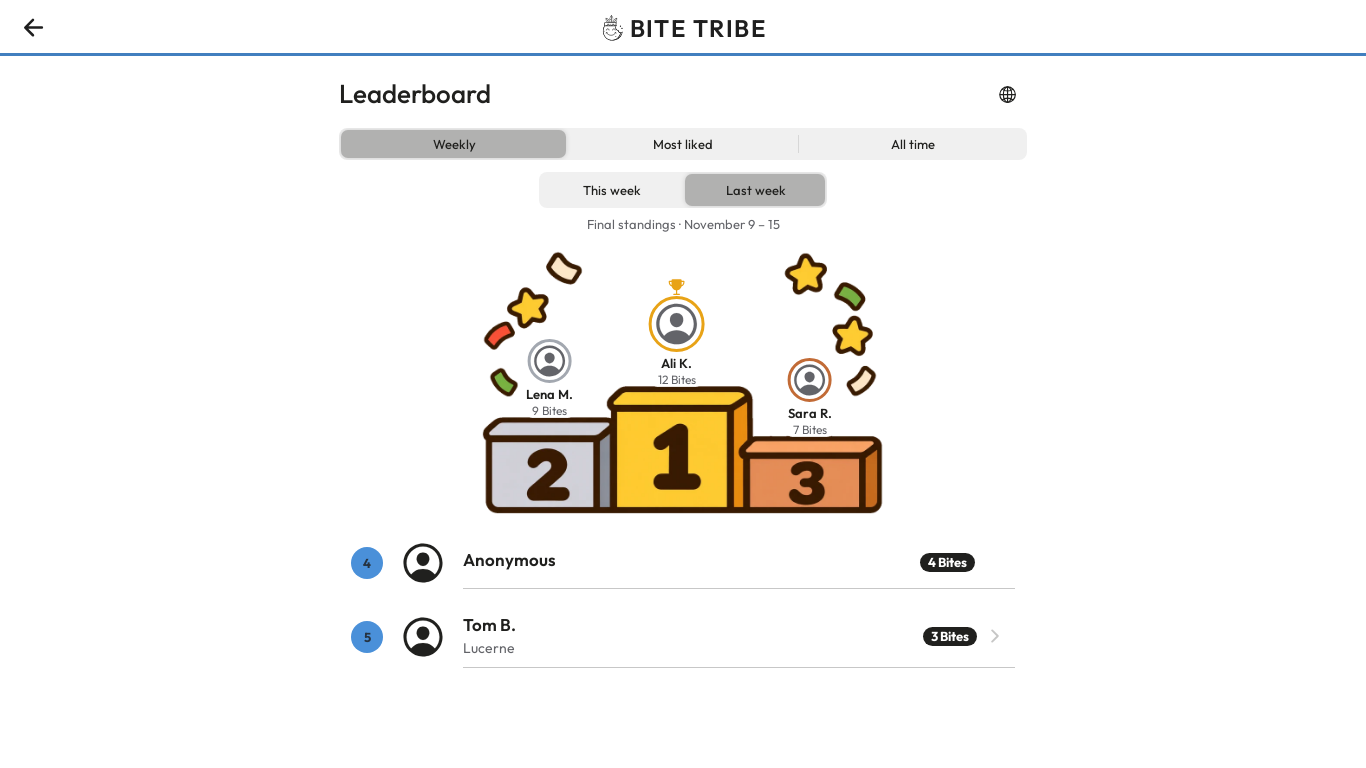 BITE TRIBE
Leaderboard
Weekly
Most liked
All time
This week
Last week
Final standings · November 9 – 15
Ali K.
12 Bites
Lena M.
9 Bites
Sara R.
7 Bites
2
1
3
4
Anonymous
4 Bites
5
Tom B.
Lucerne
3 Bites